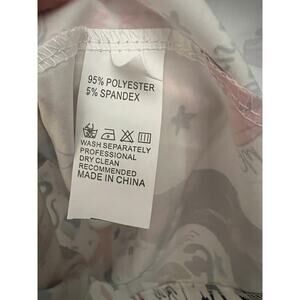 95% POLYESTER
5% SPANDEX
WASH SEPARATELY
PROFESSIONAL
DRY CLEAN
RECOMMENDED
MADE IN CHINA